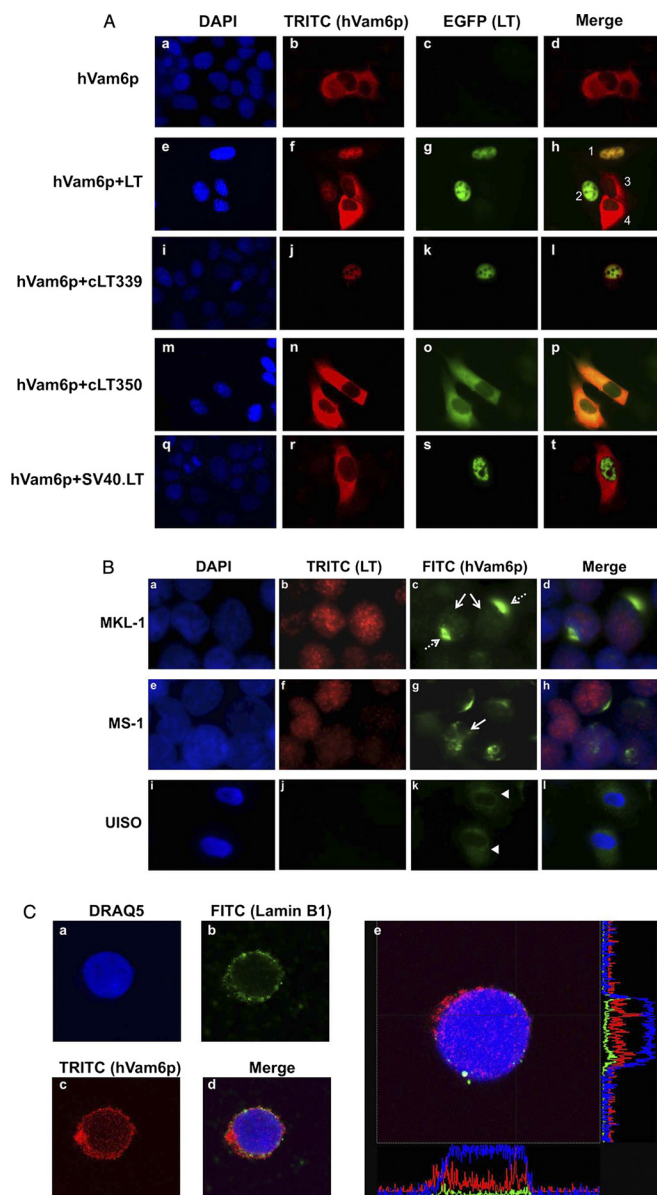 A
DAPI TRITC (hVam6p) EGFP (LT) Merge
hVam6p a b c d
hVam6p+LT e f g h 1 2 3 4
hVam6p+cLT339 i j k l
hVam6p+cLT350 m n o p
hVam6p+SV40.LT q r s t
B
DAPI TRITC (LT) FITC (hVam6p) Merge
MKL-1 a b c d
MS-1 e f g h
UISO i j k l
C
DRAQ5 FITC (Lamin B1)
a b e
TRITC (hVam6p) Merge
c d